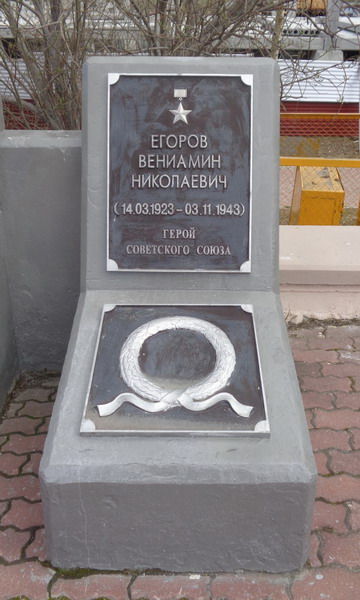 ЕГОРОВ
ВЕНИАМИН
НИКОЛАЕВИЧ
(14.03.1923 – 03.11.1943)
ГЕРОЙ
СОВЕТСКОГО СОЮЗА